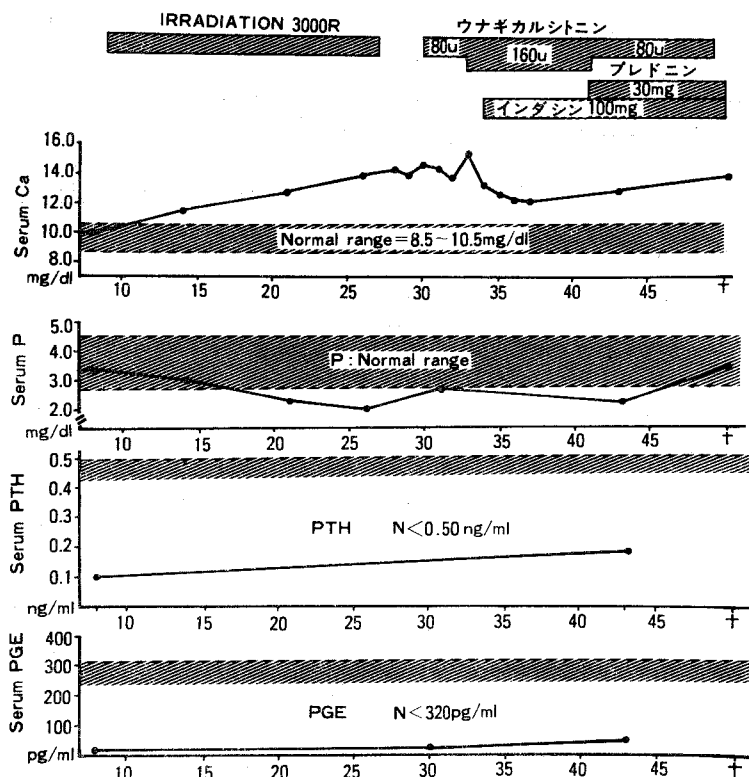 IRRADIATION 3000R
ウナギカルシトニン
80u 160u 80u
プレドニン
30mg
インダシン 100mg
Serum Ca
16.0
14.0
12.0
10.0
8.0
mg/dl
Normal range=8.5~10.5mg/dl
10 15 20 25 30 35 40 45 †
Serum P
5.0
4.0
3.0
2.0
mg/dl
P : Normal range
10 15 20 25 30 35 40 45 †
Serum PTH
0.5
0.4
0.3
0.2
0.1
ng/ml
PTH N<0.50 ng/ml
10 15 20 25 30 35 40 45 †
Serum PGE
400
300
200
100
pg/ml
PGE N<320pg/ml
10 15 20 25 30 35 40 45 †